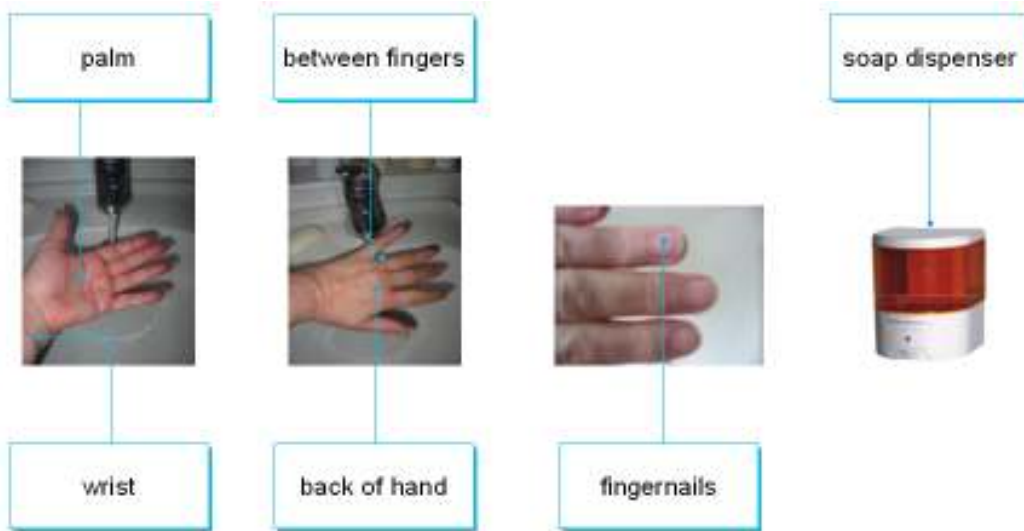 palm
between fingers
soap dispenser
wrist
back of hand
fingernails